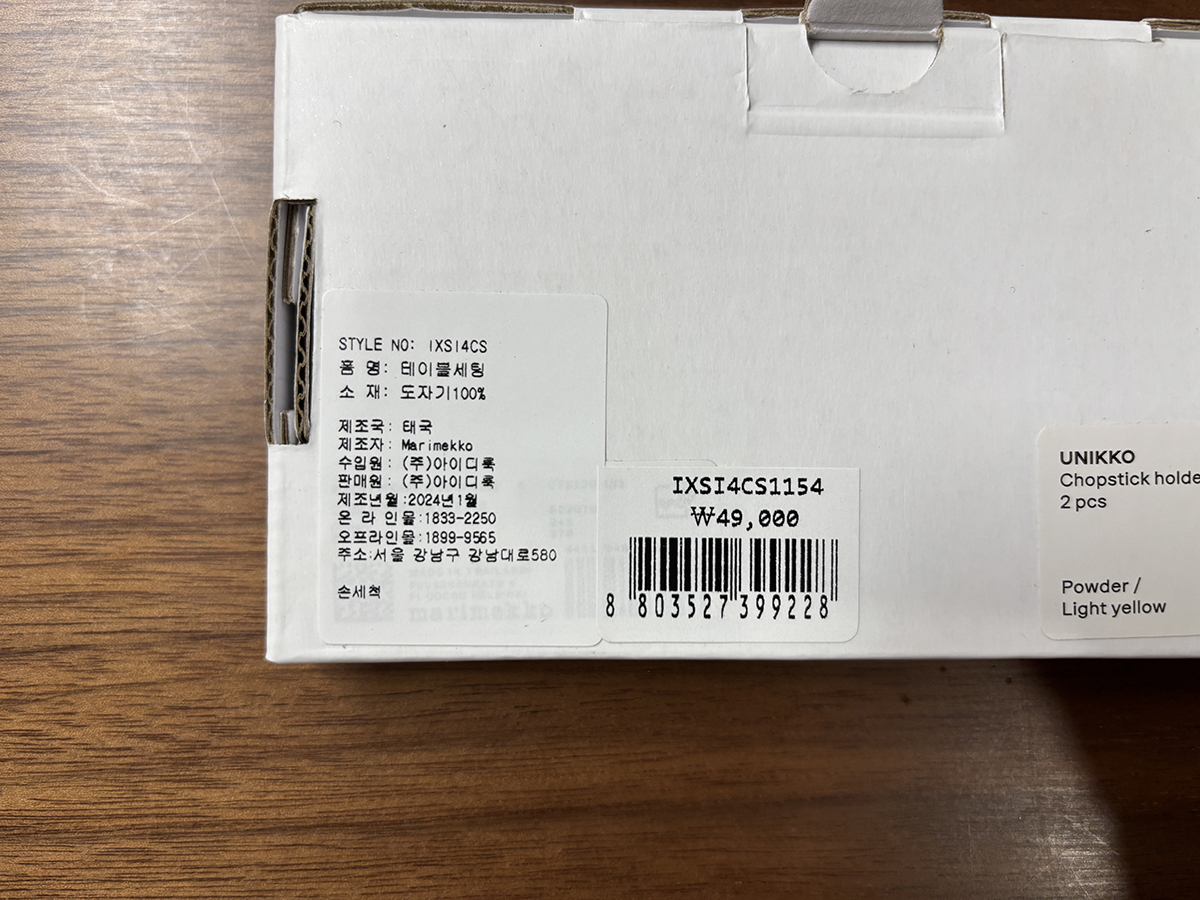 STYLE NO: IXSI4CS
품 명: 테이블세팅
소 재: 도자기100%
제조국: 태국
제조자: Marimekko
수입원: (주)아이디룩
판매원: (주)아이디룩
제조년월:2024년1월
온 라 인몰:1833-2250
오프라인몰:1899-9565
주소:서울 강남구 강남대로580
손세척
IXSI4CS1154
₩49,000
8 803527 399228
UNIKKO
Chopstick holde
2 pcs
Powder /
Light yellow